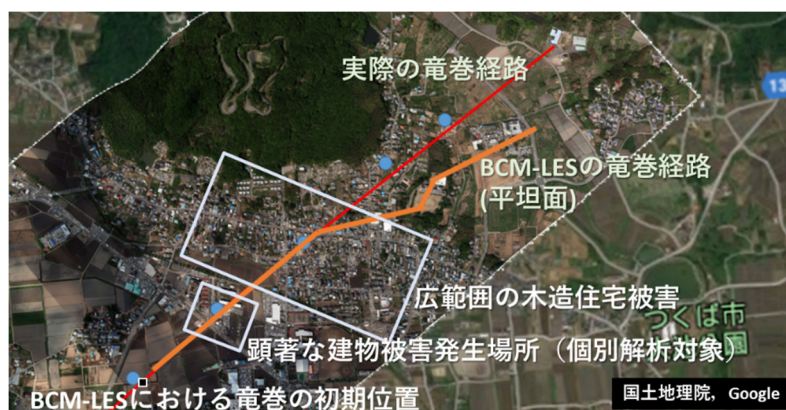 実際の竜巻経路
13
BCM-LESの竜巻経路
(平坦面)
広範囲の木造住宅被害
つくば市
園
顕著な建物被害発生場所（個別解析対象）
BCM-LESにおける竜巻の初期位置
国土地理院，Google